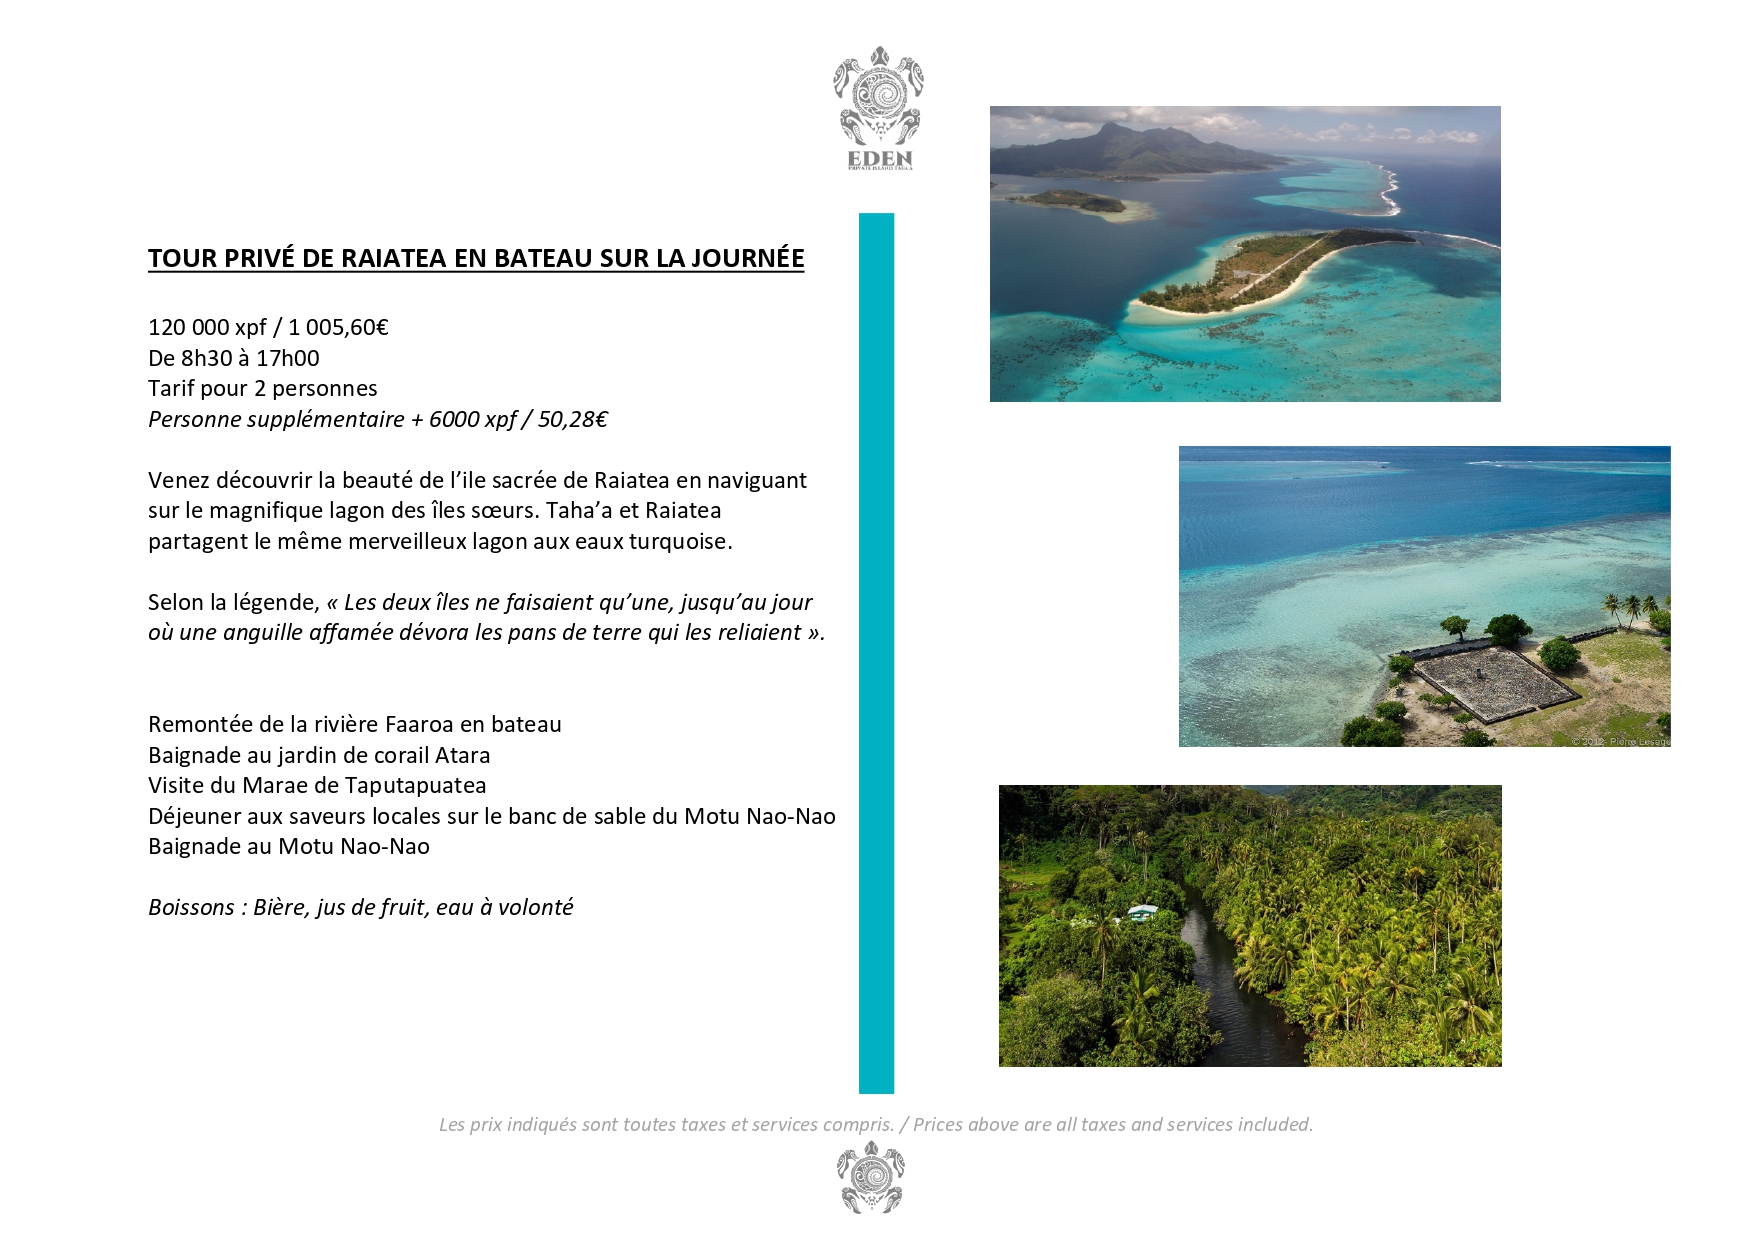 EDEN
PRIVATE ISLAND TAHA'A
TOUR PRIVÉ DE RAIATEA EN BATEAU SUR LA JOURNÉE
120 000 xpf / 1 005,60€
De 8h30 à 17h00
Tarif pour 2 personnes
Personne supplémentaire + 6000 xpf / 50,28€
Venez découvrir la beauté de l’ile sacrée de Raiatea en naviguant
sur le magnifique lagon des îles sœurs. Taha’a et Raiatea
partagent le même merveilleux lagon aux eaux turquoise.
Selon la légende, « Les deux îles ne faisaient qu’une, jusqu’au jour
où une anguille affamée dévora les pans de terre qui les reliaient ».
Remontée de la rivière Faaroa en bateau
Baignade au jardin de corail Atara
Visite du Marae de Taputapuatea
Déjeuner aux saveurs locales sur le banc de sable du Motu Nao-Nao
Baignade au Motu Nao-Nao
Boissons : Bière, jus de fruit, eau à volonté
© 2012- Pierre Lesage
Les prix indiqués sont toutes taxes et services compris. / Prices above are all taxes and services included.